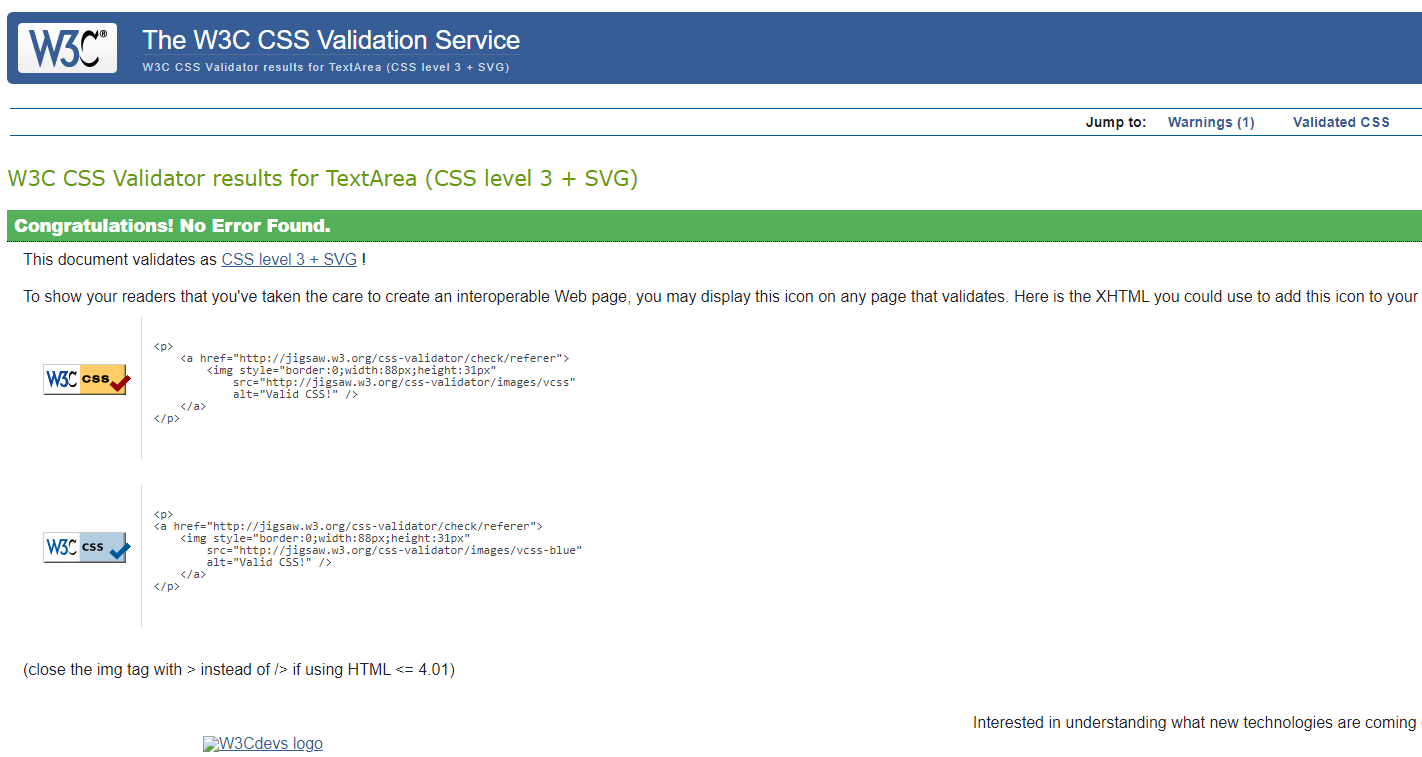 W3C®
The W3C CSS Validation Service
W3C CSS Validator results for TextArea (CSS level 3 + SVG)
Jump to: Warnings (1) Validated CSS
W3C CSS Validator results for TextArea (CSS level 3 + SVG)
Congratulations! No Error Found.
This document validates as CSS level 3 + SVG !
To show your readers that you've taken the care to create an interoperable Web page, you may display this icon on any page that validates. Here is the XHTML you could use to add this icon to your
W3C css
<p>
<a href="http://jigsaw.w3.org/css-validator/check/referer">
<img style="border:0;width:88px;height:31px"
src="http://jigsaw.w3.org/css-validator/images/vcss"
alt="Valid CSS!" />
</a>
</p>
W3C css
<p>
<a href="http://jigsaw.w3.org/css-validator/check/referer">
<img style="border:0;width:88px;height:31px"
src="http://jigsaw.w3.org/css-validator/images/vcss-blue"
alt="Valid CSS!" />
</a>
</p>
(close the img tag with > instead of /> if using HTML <= 4.01)
Interested in understanding what new technologies are coming
W3Cdevs logo